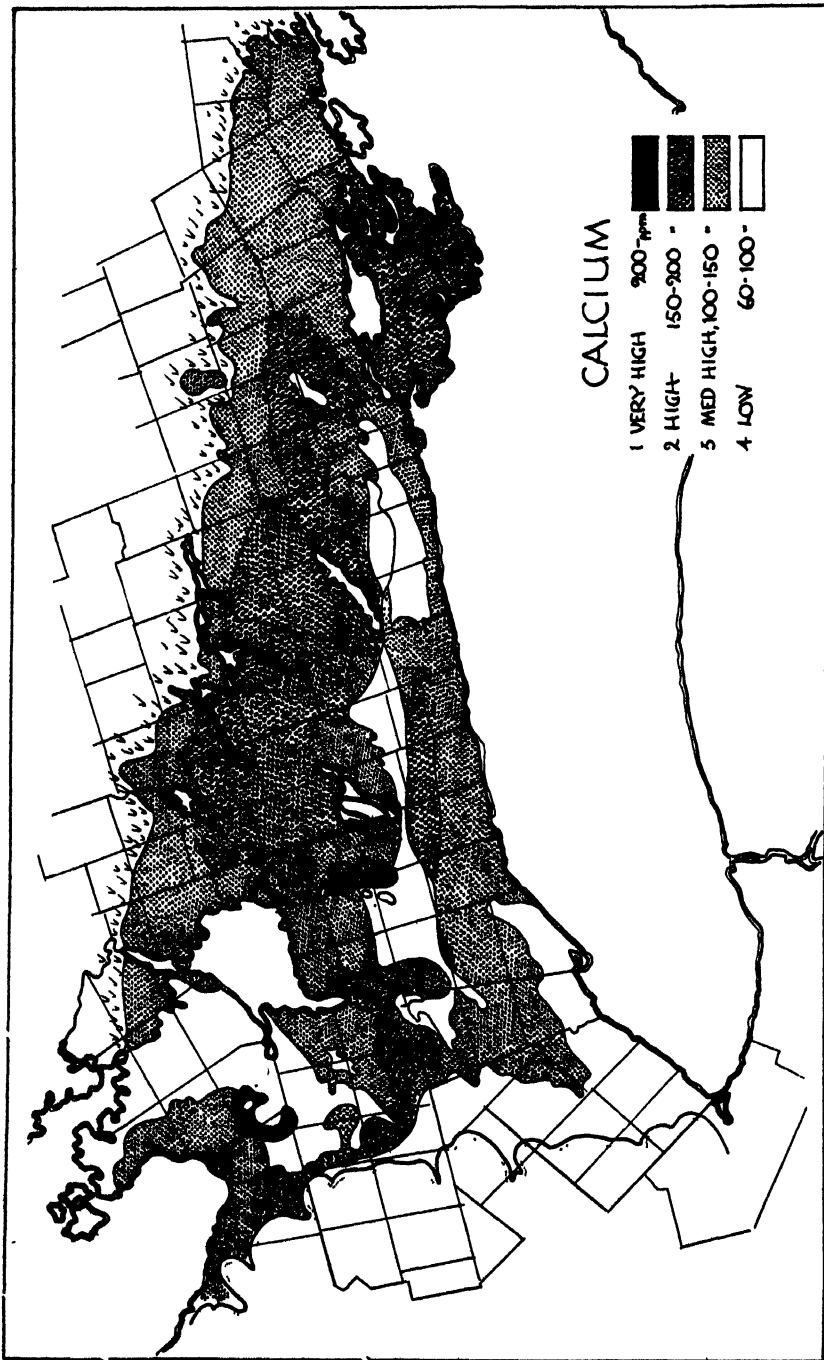 CALCIUM
1 VERY HIGH 200-ppm
2 HIGH- 150-200 "
3 MED HIGH, 100-150 "
4 LOW 60-100 "